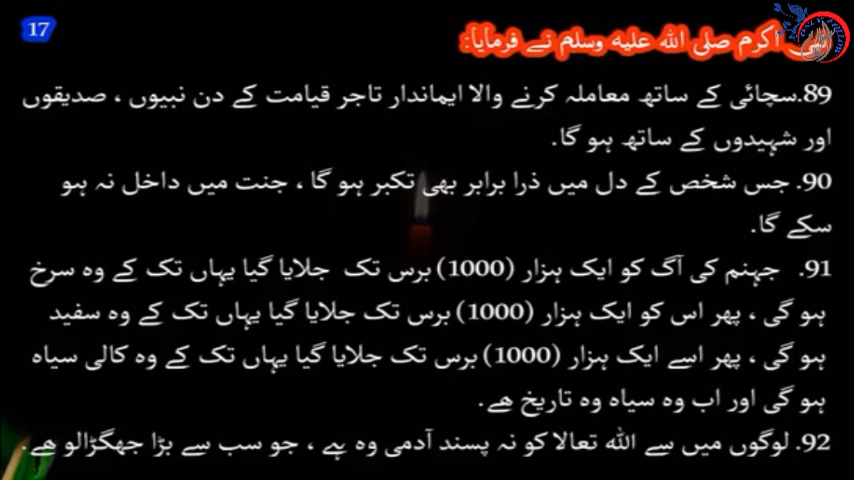 17
نبی اکرم صلی اللہ علیہ وسلم نے فرمایا:
89.سچائی کے ساتھ معاملہ کرنے والا ایماندار تاجر قیامت کے دن نبیوں ، صدیقوں
اور شہیدوں کے ساتھ ہو گا.
90. جس شخص کے دل میں ذرا برابر بھی تکبر ہو گا ، جنت میں داخل نہ ہو
سکے گا.
91. جہنم کی آگ کو ایک ہزار (1000) برس تک جلایا گیا یہاں تک کے وہ سرخ
ہو گی ، پھر اس کو ایک ہزار (1000) برس تک جلایا گیا یہاں تک کے وہ سفید
ہو گی ، پھر اسے ایک ہزار (1000) برس تک جلایا گیا یہاں تک کے وہ کالی سیاہ
ہو گی اور اب وہ سیاہ وہ تاریخ ھے.
92. لوگوں میں سے اللہ تعالا کو نہ پسند آدمی وہ ہے ، جو سب سے بڑا جھگڑالو ھے.